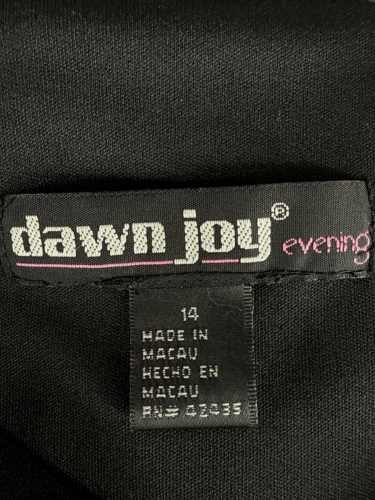 dawn joy® evening
14
MADE IN
MACAU
HECHO EN
MACAU
RN# 42435